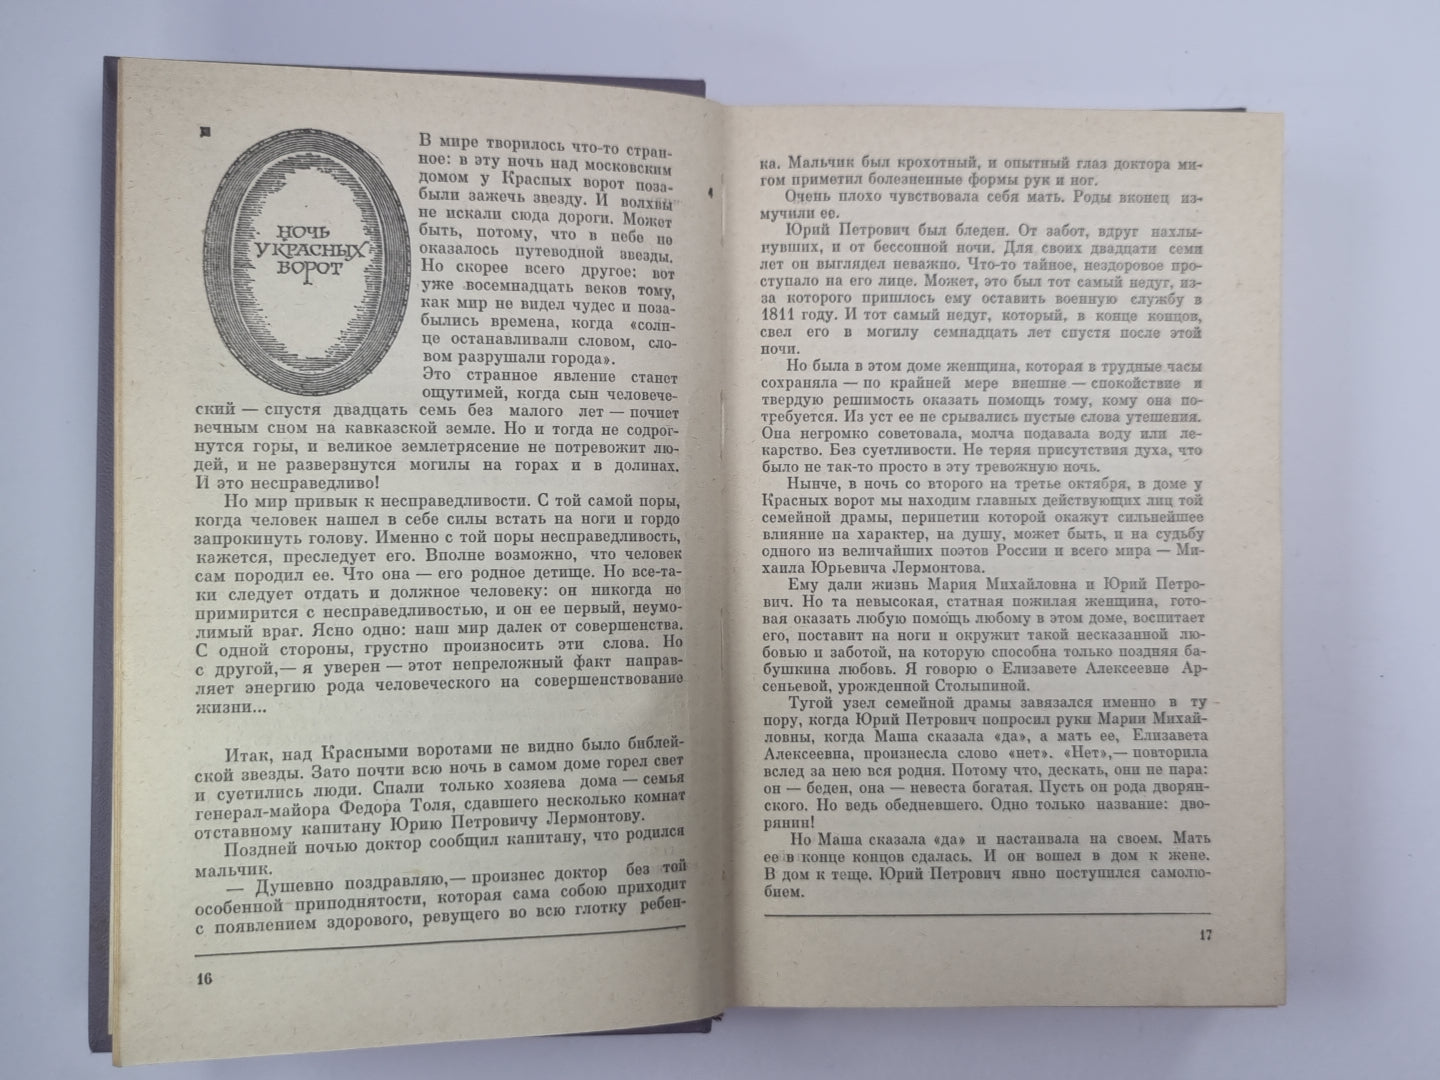 НОЧЬ
У КРАСНЫХ
ВОРОТ
В мире творилось что-то стран-
ное: в эту ночь над московским
домом у Красных ворот поза-
были зажечь звезду. И волхвы
не искали сюда дороги. Может
быть, потому, что в небе не
оказалось путеводной звезды.
Но скорее всего другое: вот
уже восемнадцать веков тому,
как мир не видел чудес и поза-
былись времена, когда «солн-
це останавливали словом, сло-
вом разрушали города».
Это странное явление станет
ощутимей, когда сын человече-
ский — спустя двадцать семь без малого лет — почиет
вечным сном на кавказской земле. Но и тогда не содрог-
нутся горы, и великое землетрясение не потревожит лю-
дей, и не разверзнутся могилы на горах и в долинах.
И это несправедливо!
Но мир привык к несправедливости. С той самой поры,
когда человек нашел в себе силы встать на ноги и гордо
запрокинуть голову. Именно с той поры несправедливость,
кажется, преследует его. Вполне возможно, что человек
сам породил ее. Что она — его родное детище. Но все-та-
ки следует отдать и должное человеку: он никогда не
примирится с несправедливостью, и он ее первый, неумо-
лимый враг. Ясно одно: наш мир далек от совершенства.
С одной стороны, грустно произносить эти слова. Но
с другой,— я уверен — этот непреложный факт направ-
ляет энергию рода человеческого на совершенствование
жизни...
Итак, над Красными воротами не видно было библей-
ской звезды. Зато почти всю ночь в самом доме горел свет
и суетились люди. Спали только хозяева дома — семья
генерал-майора Федора Толя, сдавшего несколько комнат
отставному капитану Юрию Петровичу Лермонтову.
Поздней ночью доктор сообщил капитану, что родился
мальчик.
— Душевно поздравляю,— произнес доктор без той
особенной приподнятости, которая сама собою приходит
с появлением здорового, ревущего во всю глотку ребен-
16
ка. Мальчик был крохотный, и опытный глаз доктора ми-
гом приметил болезненные формы рук и ног.
Очень плохо чувствовала себя мать. Роды вконец из-
мучили ее.
Юрий Петрович был бледен. От забот, вдруг нахлы-
нувших, и от бессонной ночи. Для своих двадцати семи
лет он выглядел неважно. Что-то тайное, нездоровое про-
ступало на его лице. Может, это был тот самый недуг, из-
за которого пришлось ему оставить военную службу в
1811 году. И тот самый недуг, который, в конце концов,
свел его в могилу семнадцать лет спустя после этой
ночи.
Но была в этом доме женщина, которая в трудные часы
сохраняла — по крайней мере внешне — спокойствие и
твердую решимость оказать помощь тому, кому она по-
требуется. Из уст ее не срывались пустые слова утешения.
Она негромко советовала, молча подавала воду или ле-
карство. Без суетливости. Не теряя присутствия духа, что
было не так-то просто в эту тревожную ночь.
Нынче, в ночь со второго на третье октября, в доме у
Красных ворот мы находим главных действующих лиц той
семейной драмы, перипетии которой окажут сильнейшее
влияние на характер, на душу, может быть, и на судьбу
одного из величайших поэтов России и всего мира — Ми-
хаила Юрьевича Лермонтова.
Ему дали жизнь Мария Михайловна и Юрий Петро-
вич. Но та невысокая, статная пожилая женщина, гото-
вая оказать любую помощь любому в этом доме, воспитает
его, поставит на ноги и окружит такой несказанной лю-
бовью и заботой, на которую способна только поздняя ба-
бушкина любовь. Я говорю о Елизавете Алексеевне Ар-
сеньевой, урожденной Столыпиной.
Тугой узел семейной драмы завязался именно в ту
пору, когда Юрий Петрович попросил руки Марии Михай-
ловны, когда Маша сказала «да», а мать ее, Елизавета
Алексеевна, произнесла слово «нет». «Нет»,— повторила
вслед за нею вся родня. Потому что, дескать, они не пара:
он — беден, она — невеста богатая. Пусть он рода дворян-
ского. Но ведь обедневшего. Одно только название: дво-
рянин!
Но Маша сказала «да» и настаивала на своем. Мать
ее в конце концов сдалась. И он вошел в дом к жене.
В дом к теще. Юрий Петрович явно поступился самолю-
бием.
17